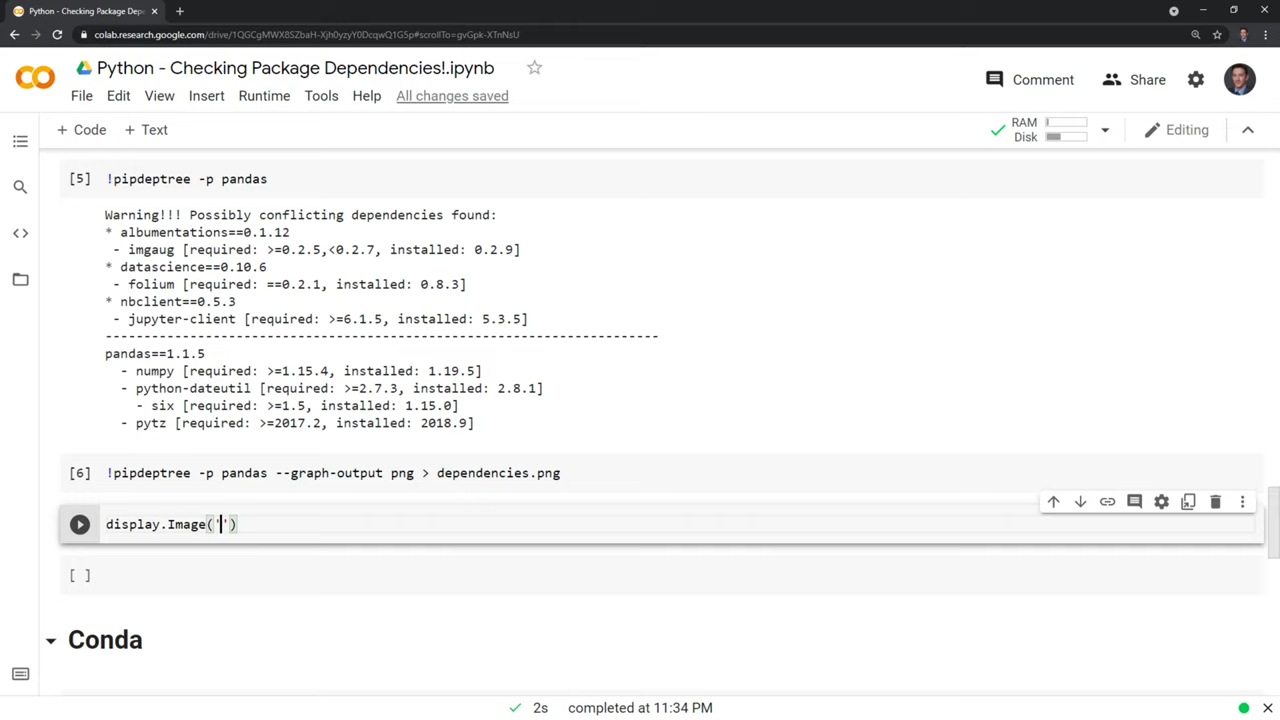 Python - Checking Package Dep
colab.research.google.com/drive/1QGCgMWX8SZbaH-Xjh0yzyY0DcqwQ1G5p#scrollTo=gvGpk-XTnNsU
Python - Checking Package Dependencies!.ipynb
Comment
Share
File Edit View Insert Runtime Tools Help All changes saved
+ Code + Text
RAM
Disk
Editing
[5] !pipdeptree -p pandas
Warning!!! Possibly conflicting dependencies found:
* albumentations==0.1.12
- imgaug [required: >=0.2.5,<0.2.7, installed: 0.2.9]
* datascience==0.10.6
- folium [required: ==0.2.1, installed: 0.8.3]
* nbclient==0.5.3
- jupyter-client [required: >=6.1.5, installed: 5.3.5]
------------------------------------------------------------------------
pandas==1.1.5
- numpy [required: >=1.15.4, installed: 1.19.5]
- python-dateutil [required: >=2.7.3, installed: 2.8.1]
- six [required: >=1.5, installed: 1.15.0]
- pytz [required: >=2017.2, installed: 2018.9]
[6] !pipdeptree -p pandas --graph-output png > dependencies.png
display.Image('')
[ ]
Conda
2s completed at 11:34 PM